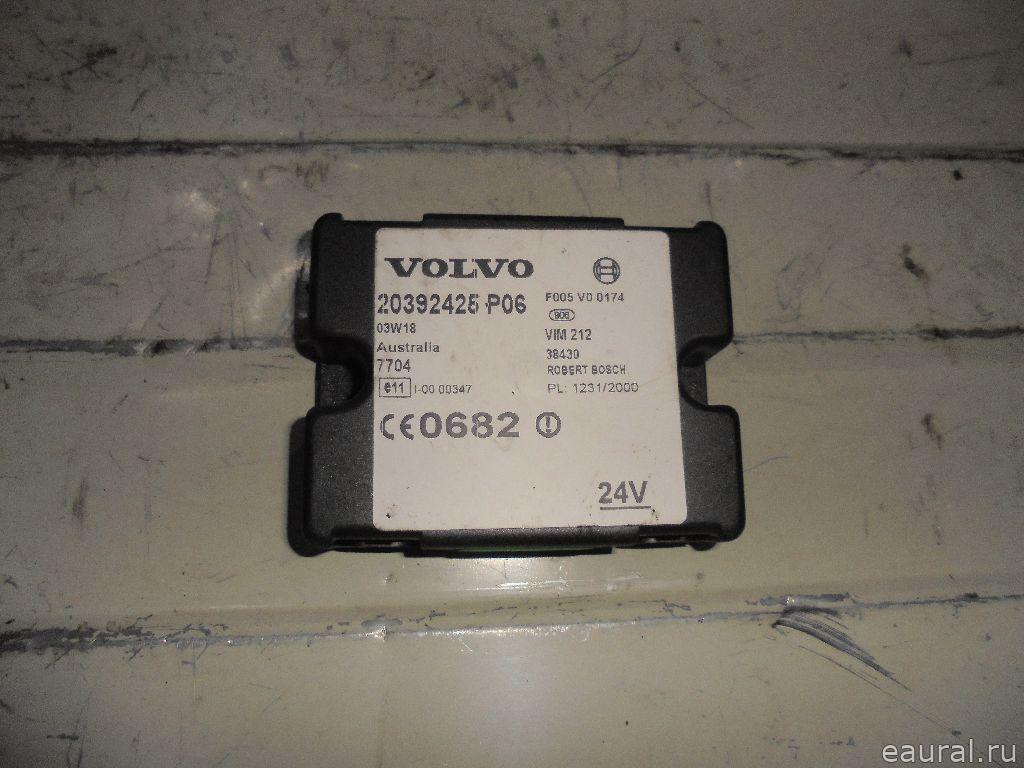 VOLVO
20392425 P06
03W18
Australia
7704
e11 I-00 00347
CE0682
F005 V0 0174
906
VIM 212
38430
ROBERT BOSCH
PL: 1231/2000
24V
eaural.ru